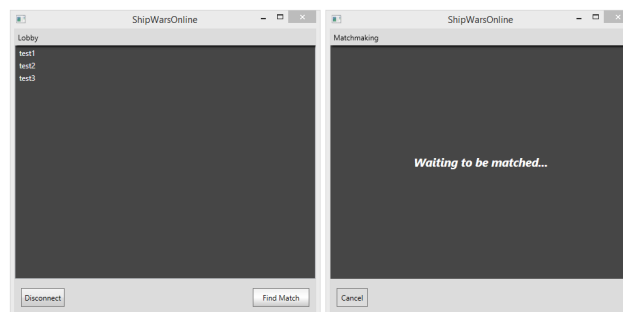 ShipWarsOnline
Lobby
test1
test2
test3
Disconnect
Find Match
ShipWarsOnline
Matchmaking
Waiting to be matched...
Cancel